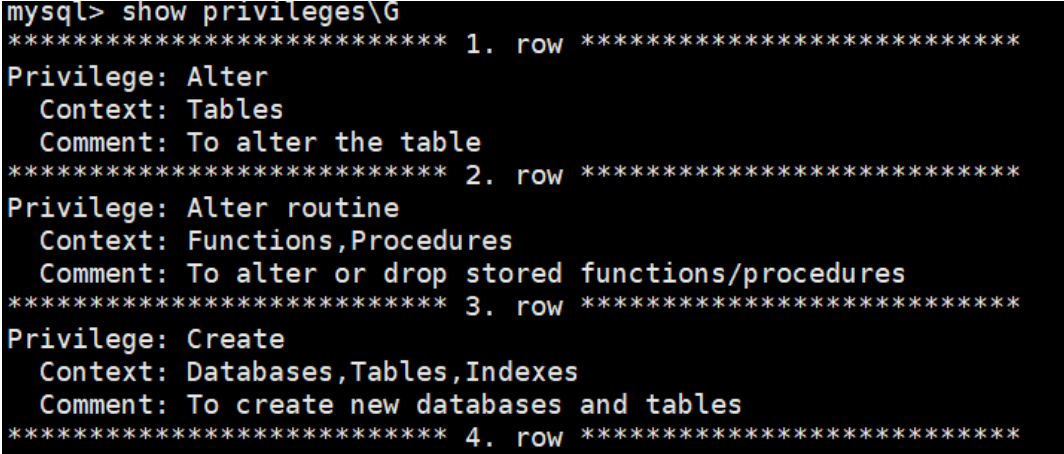 mysql> show privileges\G
*************************** 1. row ***************************
Privilege: Alter
  Context: Tables
  Comment: To alter the table
*************************** 2. row ***************************
Privilege: Alter routine
  Context: Functions,Procedures
  Comment: To alter or drop stored functions/procedures
*************************** 3. row ***************************
Privilege: Create
  Context: Databases,Tables,Indexes
  Comment: To create new databases and tables
*************************** 4. row ***************************